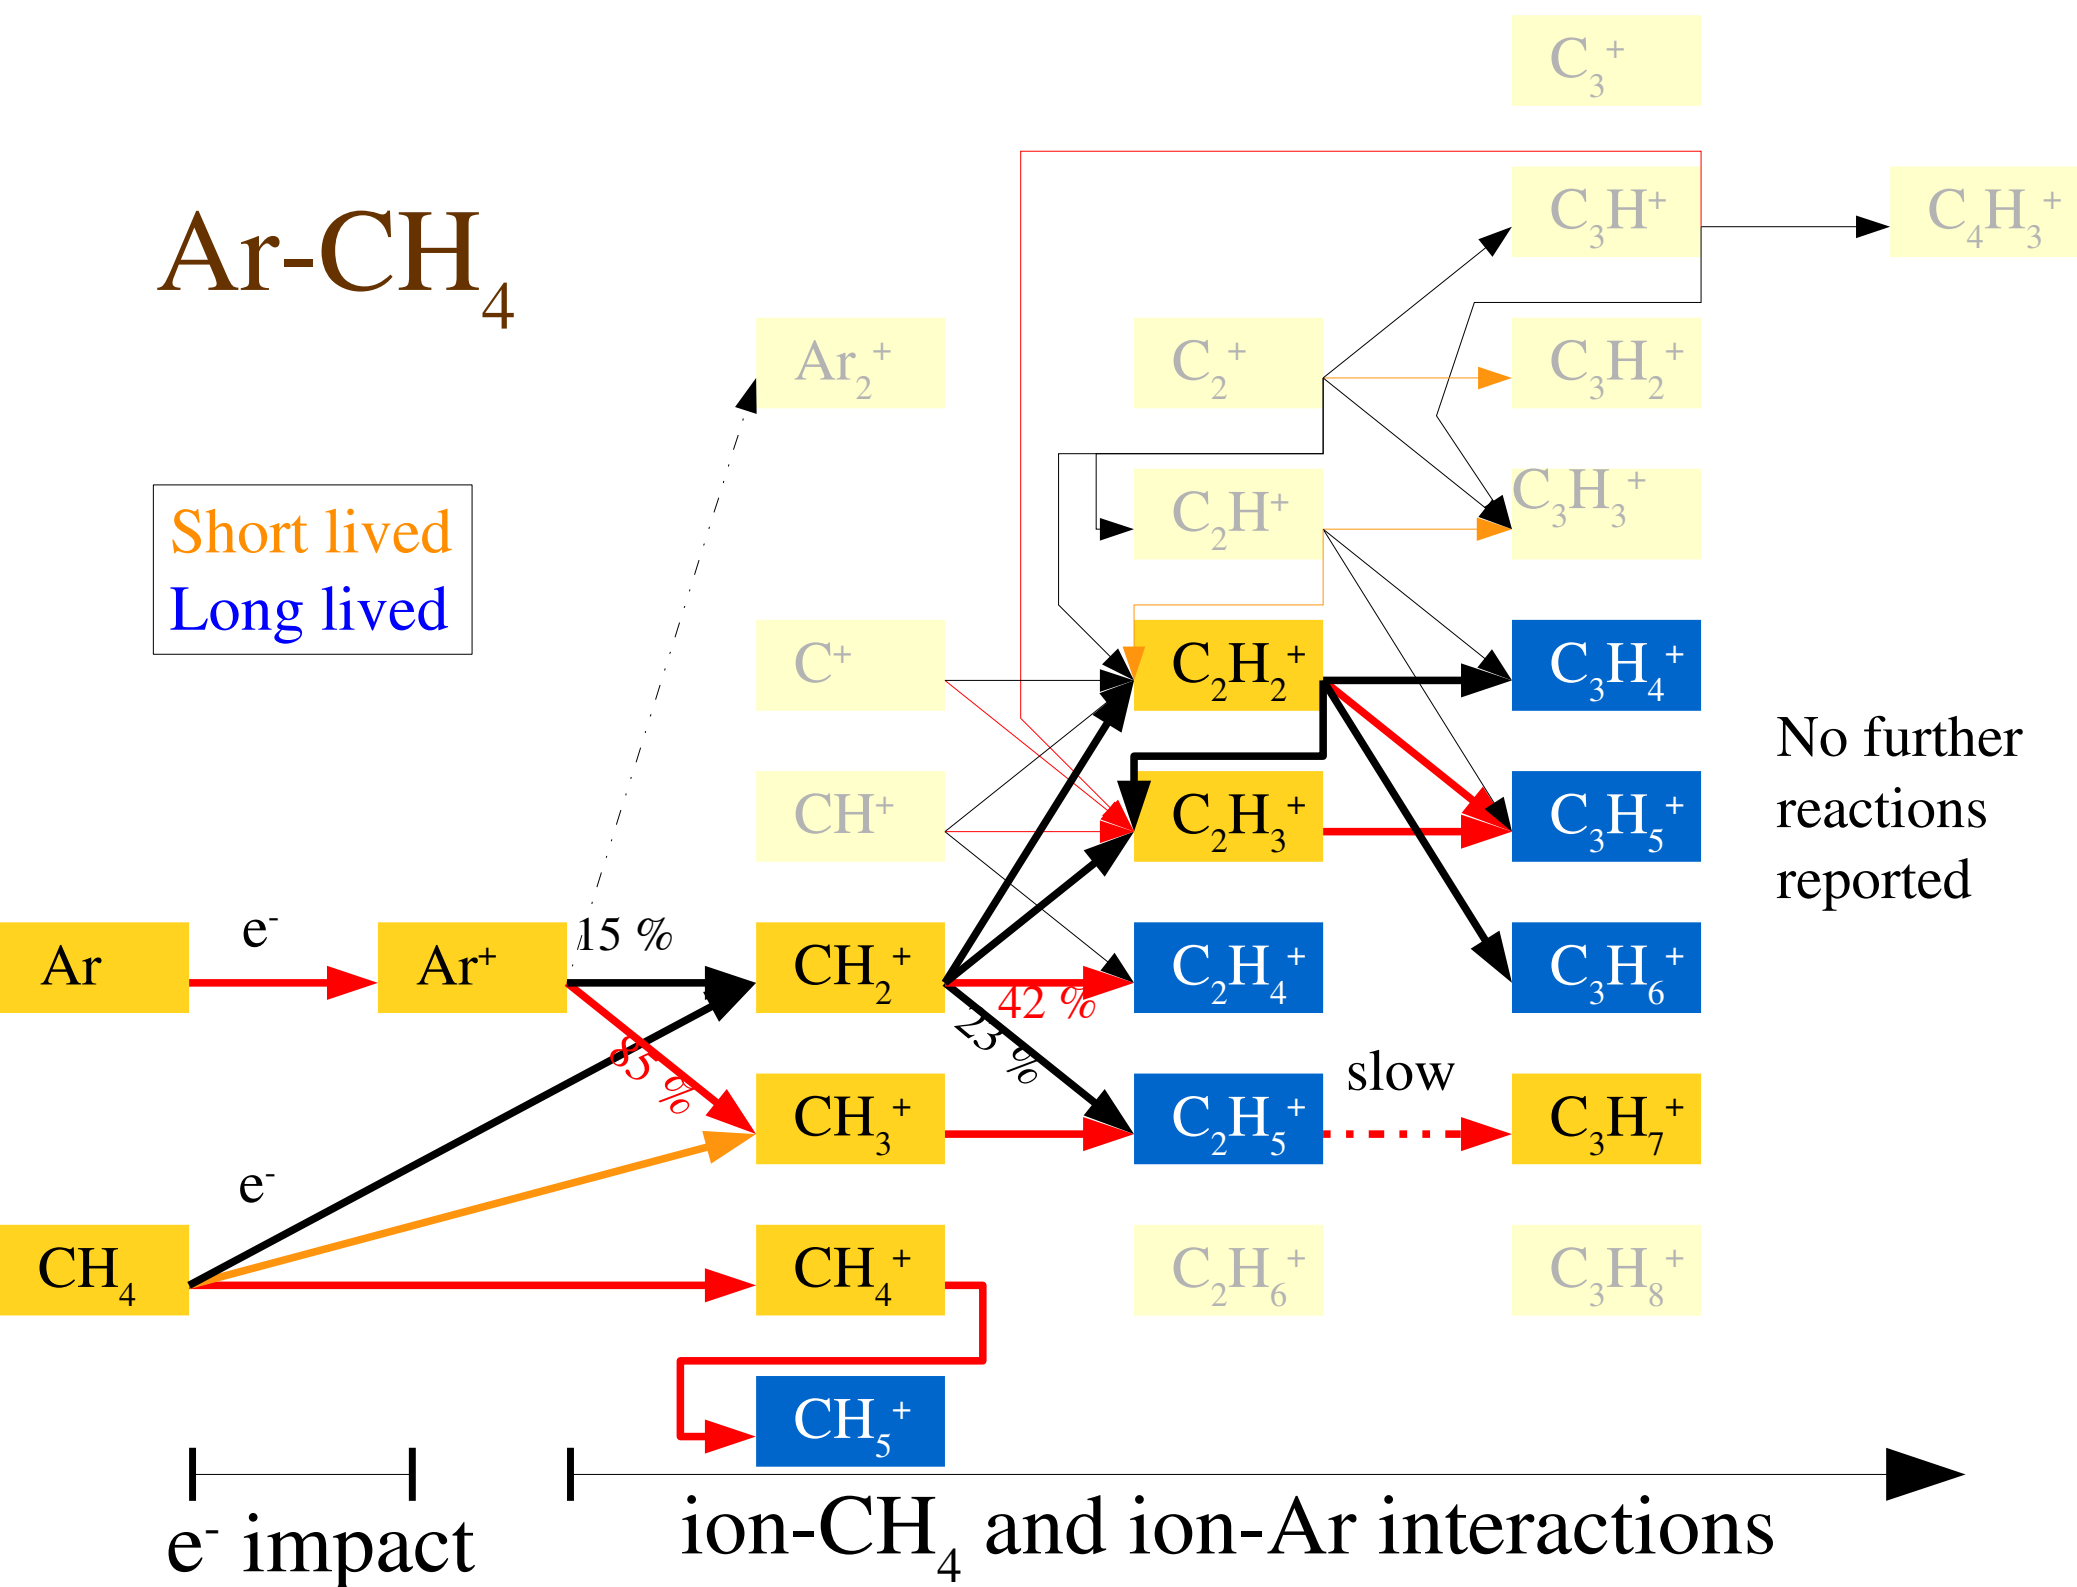 C₃⁺
C₃H⁺
C₄H₃⁺
Ar-CH₄
Ar₂⁺
C₂⁺
C₃H₂⁺
C₂H⁺
C₃H₃⁺
Short lived
Long lived
C⁺
C₂H₂⁺
C₃H₄⁺
No further
reactions
reported
CH⁺
C₂H₃⁺
C₃H₅⁺
Ar
e⁻
Ar⁺
15 %
CH₂⁺
42 %
C₂H₄⁺
C₃H₆⁺
85 %
23 %
slow
CH₃⁺
C₂H₅⁺
C₃H₇⁺
e⁻
CH₄
CH₄⁺
C₂H₆⁺
C₃H₈⁺
CH₅⁺
e⁻ impact
ion-CH₄ and ion-Ar interactions